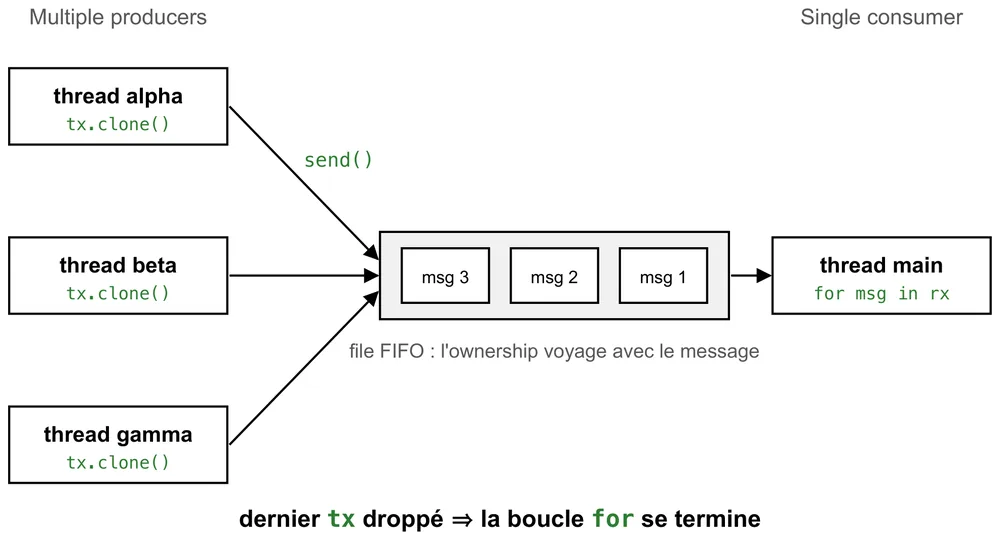 Multiple producers
Single consumer
thread alpha
tx.clone()
send()
thread beta
tx.clone()
msg 3
msg 2
msg 1
thread main
for msg in rx
file FIFO : l'ownership voyage avec le message
thread gamma
tx.clone()
dernier tx droppé ⇒ la boucle for se termine